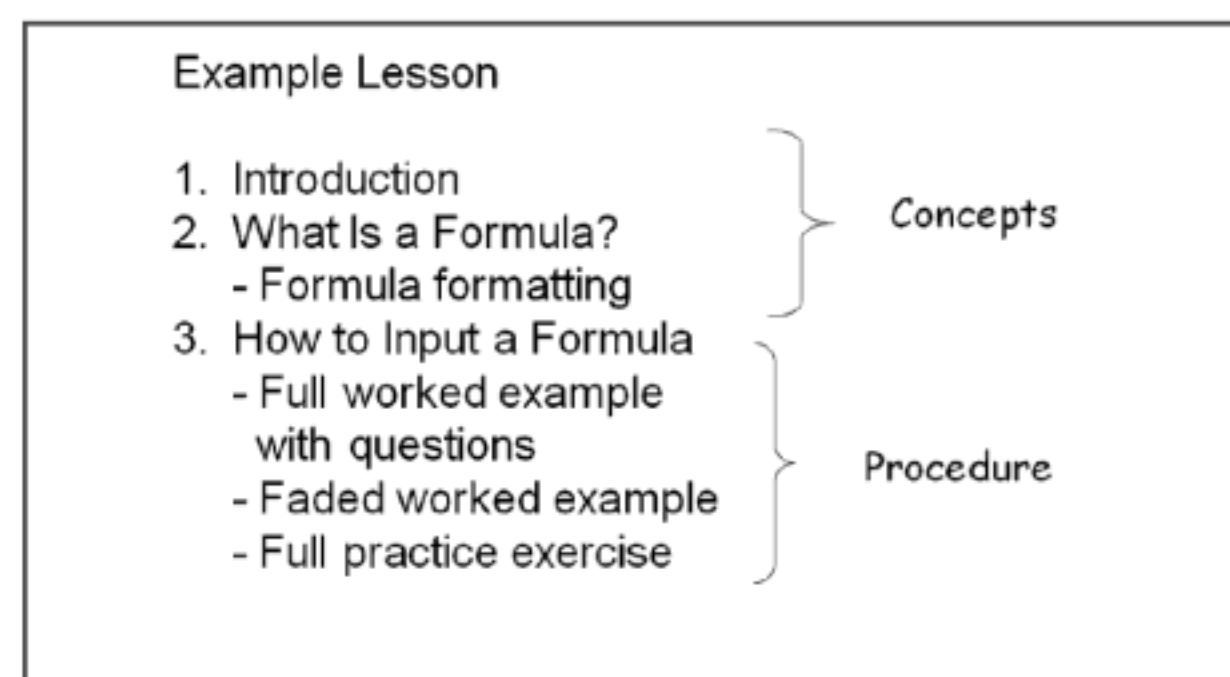 Example Lesson
1. Introduction
2. What Is a Formula?
- Formula formatting
3. How to Input a Formula
- Full worked example
with questions
- Faded worked example
- Full practice exercise
Concepts
Procedure